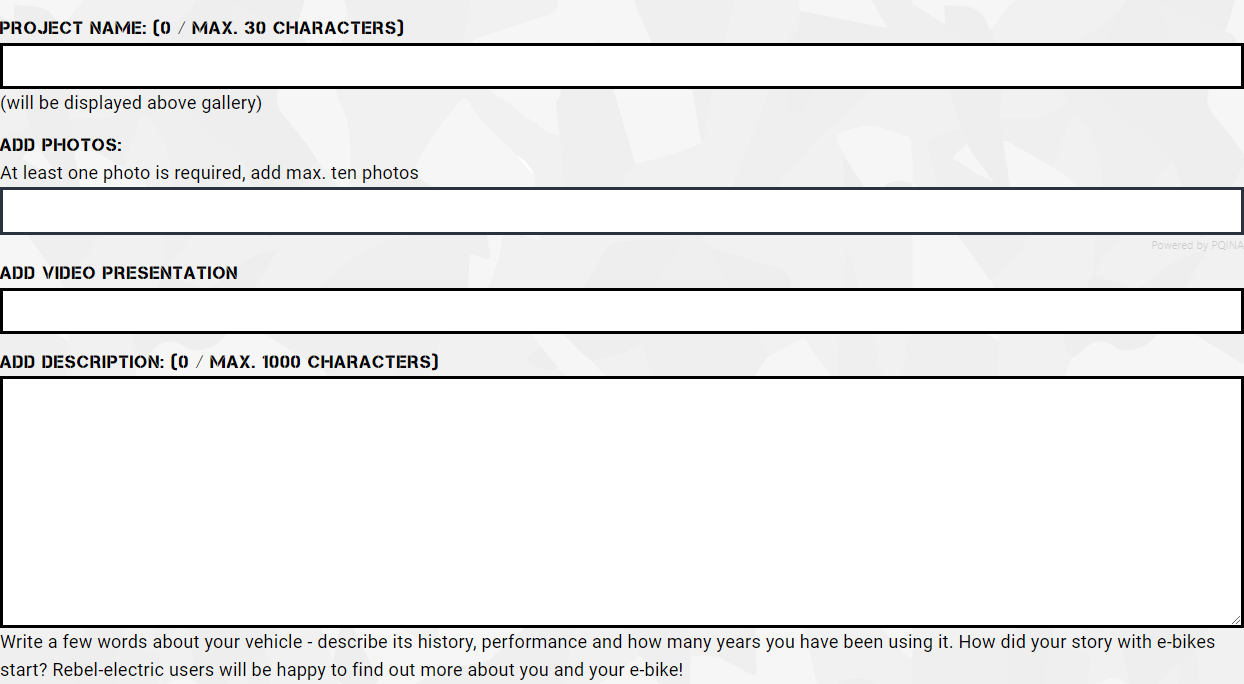 PROJECT NAME: (0 / MAX. 30 CHARACTERS)
(will be displayed above gallery)
ADD PHOTOS:
At least one photo is required, add max. ten photos
Powered by PQINA
ADD VIDEO PRESENTATION
ADD DESCRIPTION: (0 / MAX. 1000 CHARACTERS)
Write a few words about your vehicle - describe its history, performance and how many years you have been using it. How did your story with e-bikes
start? Rebel-electric users will be happy to find out more about you and your e-bike!